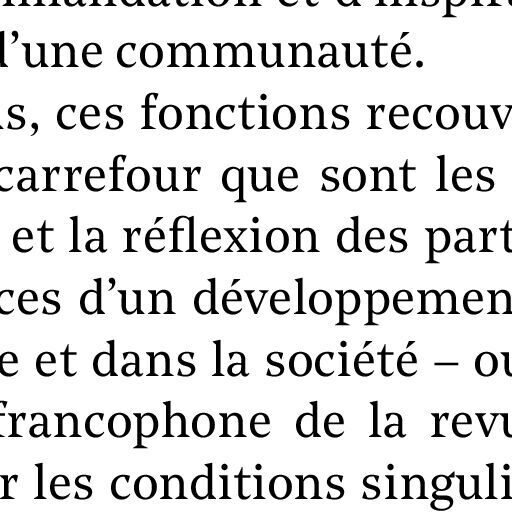 d’une communauté.
s, ces fonctions recouv
carrefour que sont les
et la réflexion des part
ces d’un développemen
e et dans la société – ou
francophone de la revu
r les conditions singuli